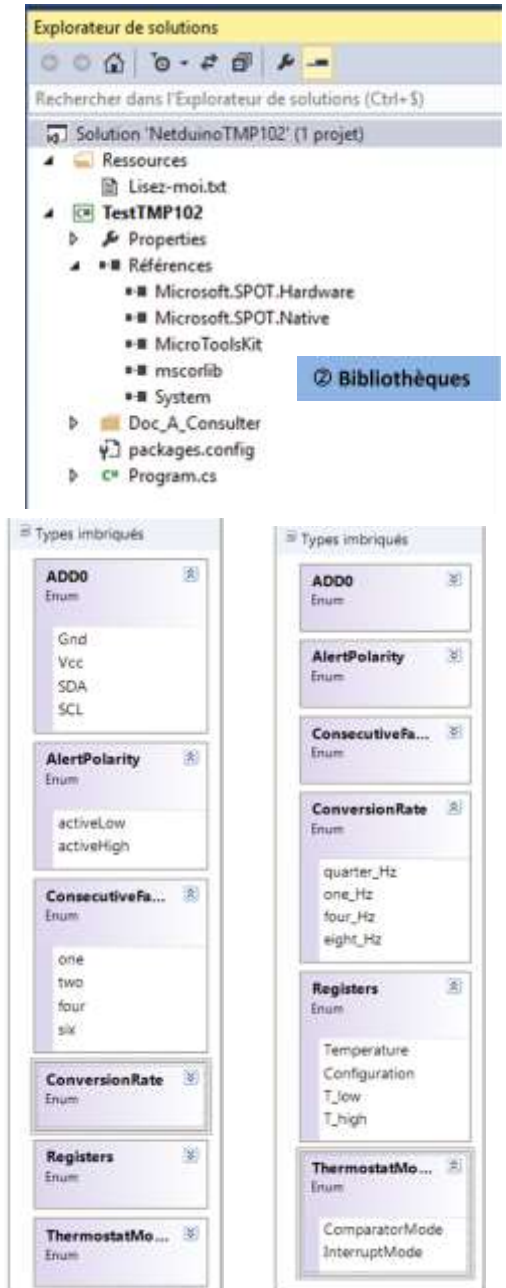 Explorateur de solutions
Rechercher dans l'Explorateur de solutions (Ctrl+$)
Solution 'NetduinoTMP102' (1 projet)
Ressources
Lisez-moi.txt
C# TestTMP102
Properties
Références
Microsoft.SPOT.Hardware
Microsoft.SPOT.Native
MicroToolsKit
mscorlib
System
② Bibliothèques
Doc_A_Consulter
packages.config
C# Program.cs
Types imbriqués
ADD0
Enum
Gnd
Vcc
SDA
SCL
AlertPolarity
Enum
activeLow
activeHigh
ConsecutiveFa...
Enum
one
two
four
six
ConversionRate
Enum
Registers
Enum
ThermostatMo...
Enum
Types imbriqués
ADD0
Enum
AlertPolarity
Enum
ConsecutiveFa...
Enum
ConversionRate
Enum
quarter_Hz
one_Hz
four_Hz
eight_Hz
Registers
Enum
Temperature
Configuration
T_low
T_high
ThermostatMo...
Enum
ComparatorMode
InterruptMode